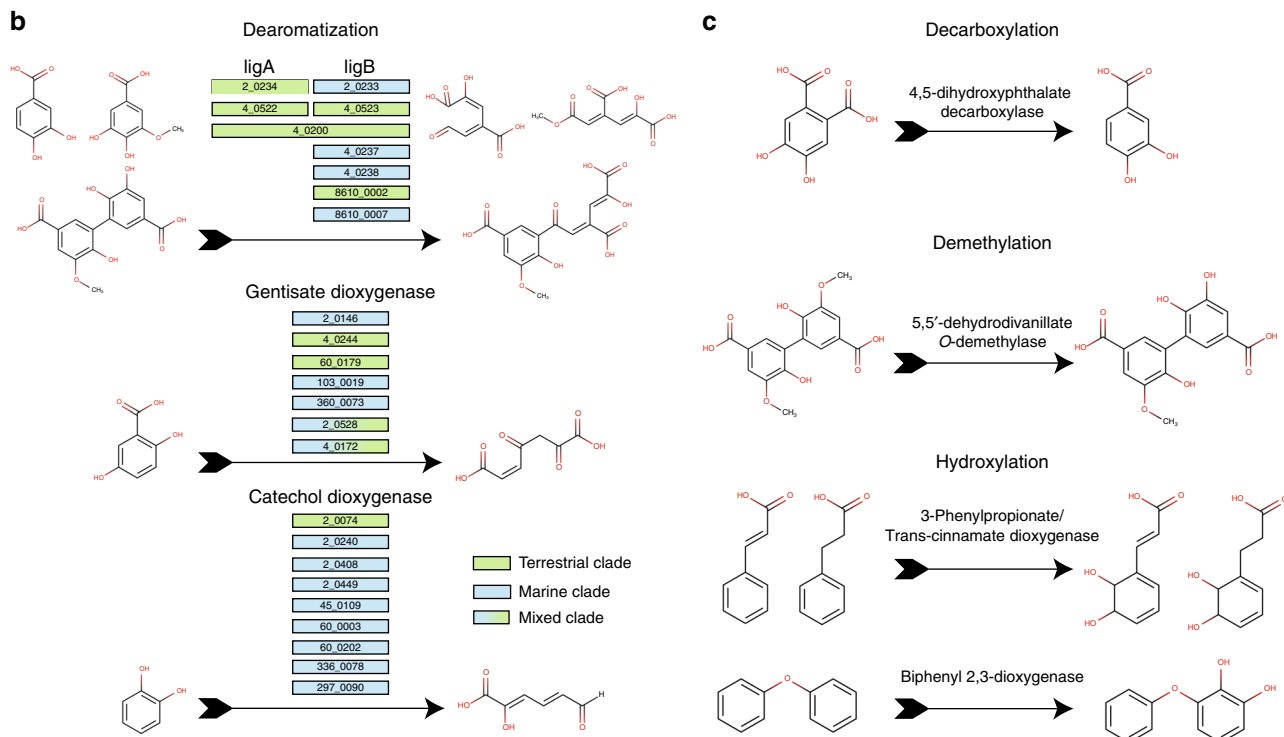 b
Dearomatization
ligA
ligB
2_0234
2_0233
4_0522
4_0523
4_0200
4_0237
4_0238
8610_0002
8610_0007
Gentisate dioxygenase
2_0146
4_0244
60_0179
103_0019
360_0073
2_0528
4_0172
Catechol dioxygenase
2_0074
2_0240
2_0408
2_0449
45_0109
60_0003
60_0202
336_0078
297_0090
Terrestrial clade
Marine clade
Mixed clade
c
Decarboxylation
4,5-dihydroxyphthalate
decarboxylase
Demethylation
5,5′-dehydrodivanillate
O-demethylase
Hydroxylation
3-Phenylpropionate/
Trans-cinnamate dioxygenase
Biphenyl 2,3-dioxygenase